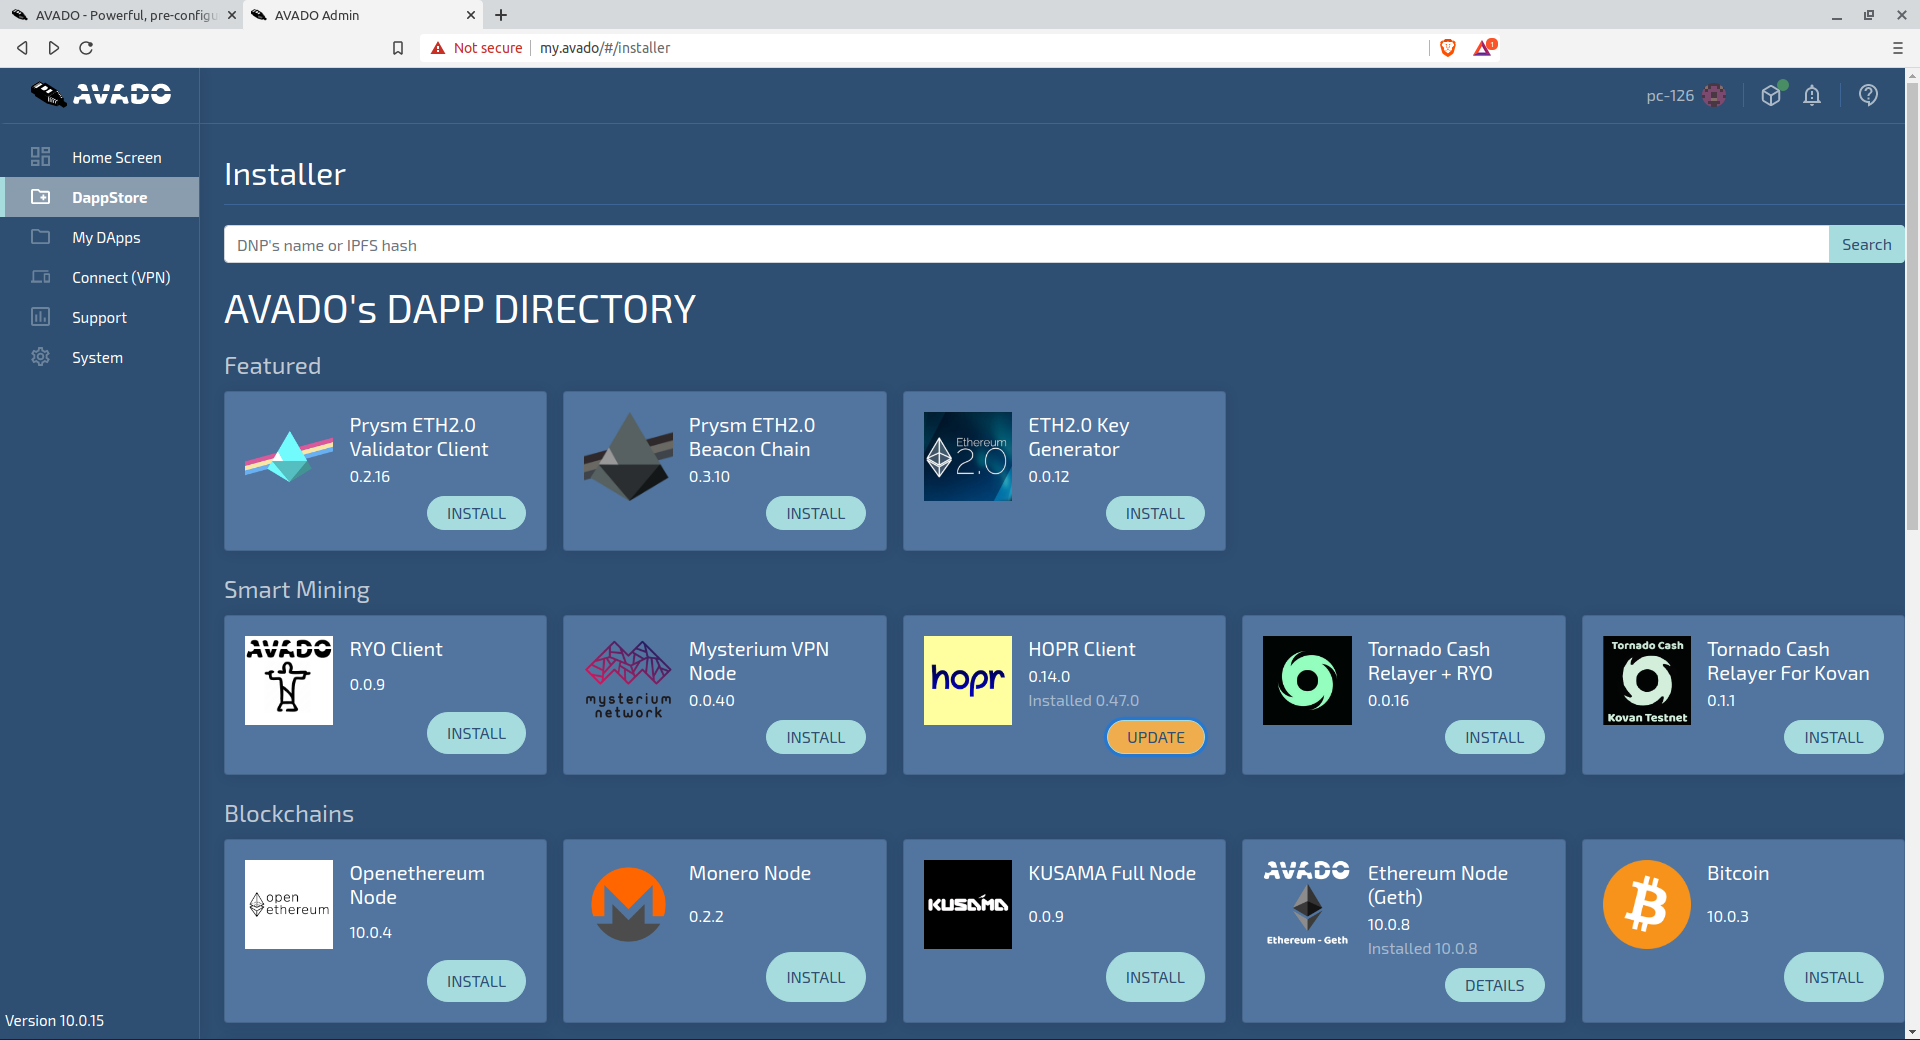 AVADO - Powerful, pre-configu
AVADO Admin
Not secure
my.avado/#/installer
1
AVADO
pc-126
Home Screen
DappStore
My DApps
Connect (VPN)
Support
System
Version 10.0.15
Installer
DNP's name or IPFS hash
Search
AVADO's DAPP DIRECTORY
Featured
Prysm ETH2.0
Validator Client
0.2.16
INSTALL
Prysm ETH2.0
Beacon Chain
0.3.10
INSTALL
Ethereum
2.0
ETH2.0 Key
Generator
0.0.12
INSTALL
Smart Mining
AVADO
RYO Client
0.0.9
INSTALL
mysterium
network
Mysterium VPN
Node
0.0.40
INSTALL
hopr
HOPR Client
0.14.0
Installed 0.47.0
UPDATE
Tornado Cash
Relayer + RYO
0.0.16
INSTALL
Tornado Cash
Kovan Testnet
Tornado Cash
Relayer For Kovan
0.1.1
INSTALL
Blockchains
open
ethereum
Openethereum
Node
10.0.4
INSTALL
Monero Node
0.2.2
INSTALL
KUSAMA
KUSAMA Full Node
0.0.9
INSTALL
AVADO
Ethereum - Geth
Ethereum Node
(Geth)
10.0.8
Installed 10.0.8
DETAILS
Bitcoin
10.0.3
INSTALL